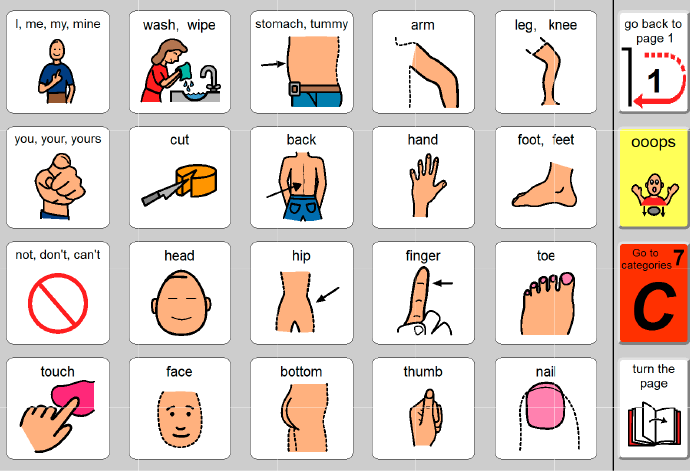 I, me, my, mine
wash, wipe
stomach, tummy
arm
leg, knee
go back to
page 1
1
you, your, yours
cut
back
hand
foot, feet
ooops
not, don't, can't
head
hip
finger
toe
Go to
categories 7
C
touch
face
bottom
thumb
nail
turn the
page